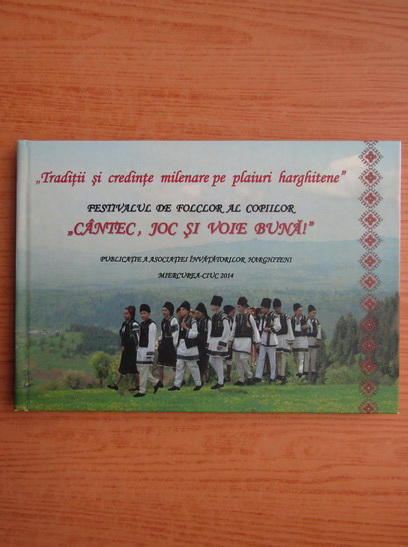 „Tradiții și credințe milenare pe plaiuri harghitene”
FESTIVALUL DE FOLCLOR AL COPIILOR
„CÂNTEC, JOC ȘI VOIE BUNĂ!”
PUBLICAȚIE A ASOCIAȚIEI ÎNVĂȚĂTORILOR HARGHITENI
MIERCUREA-CIUC 2014